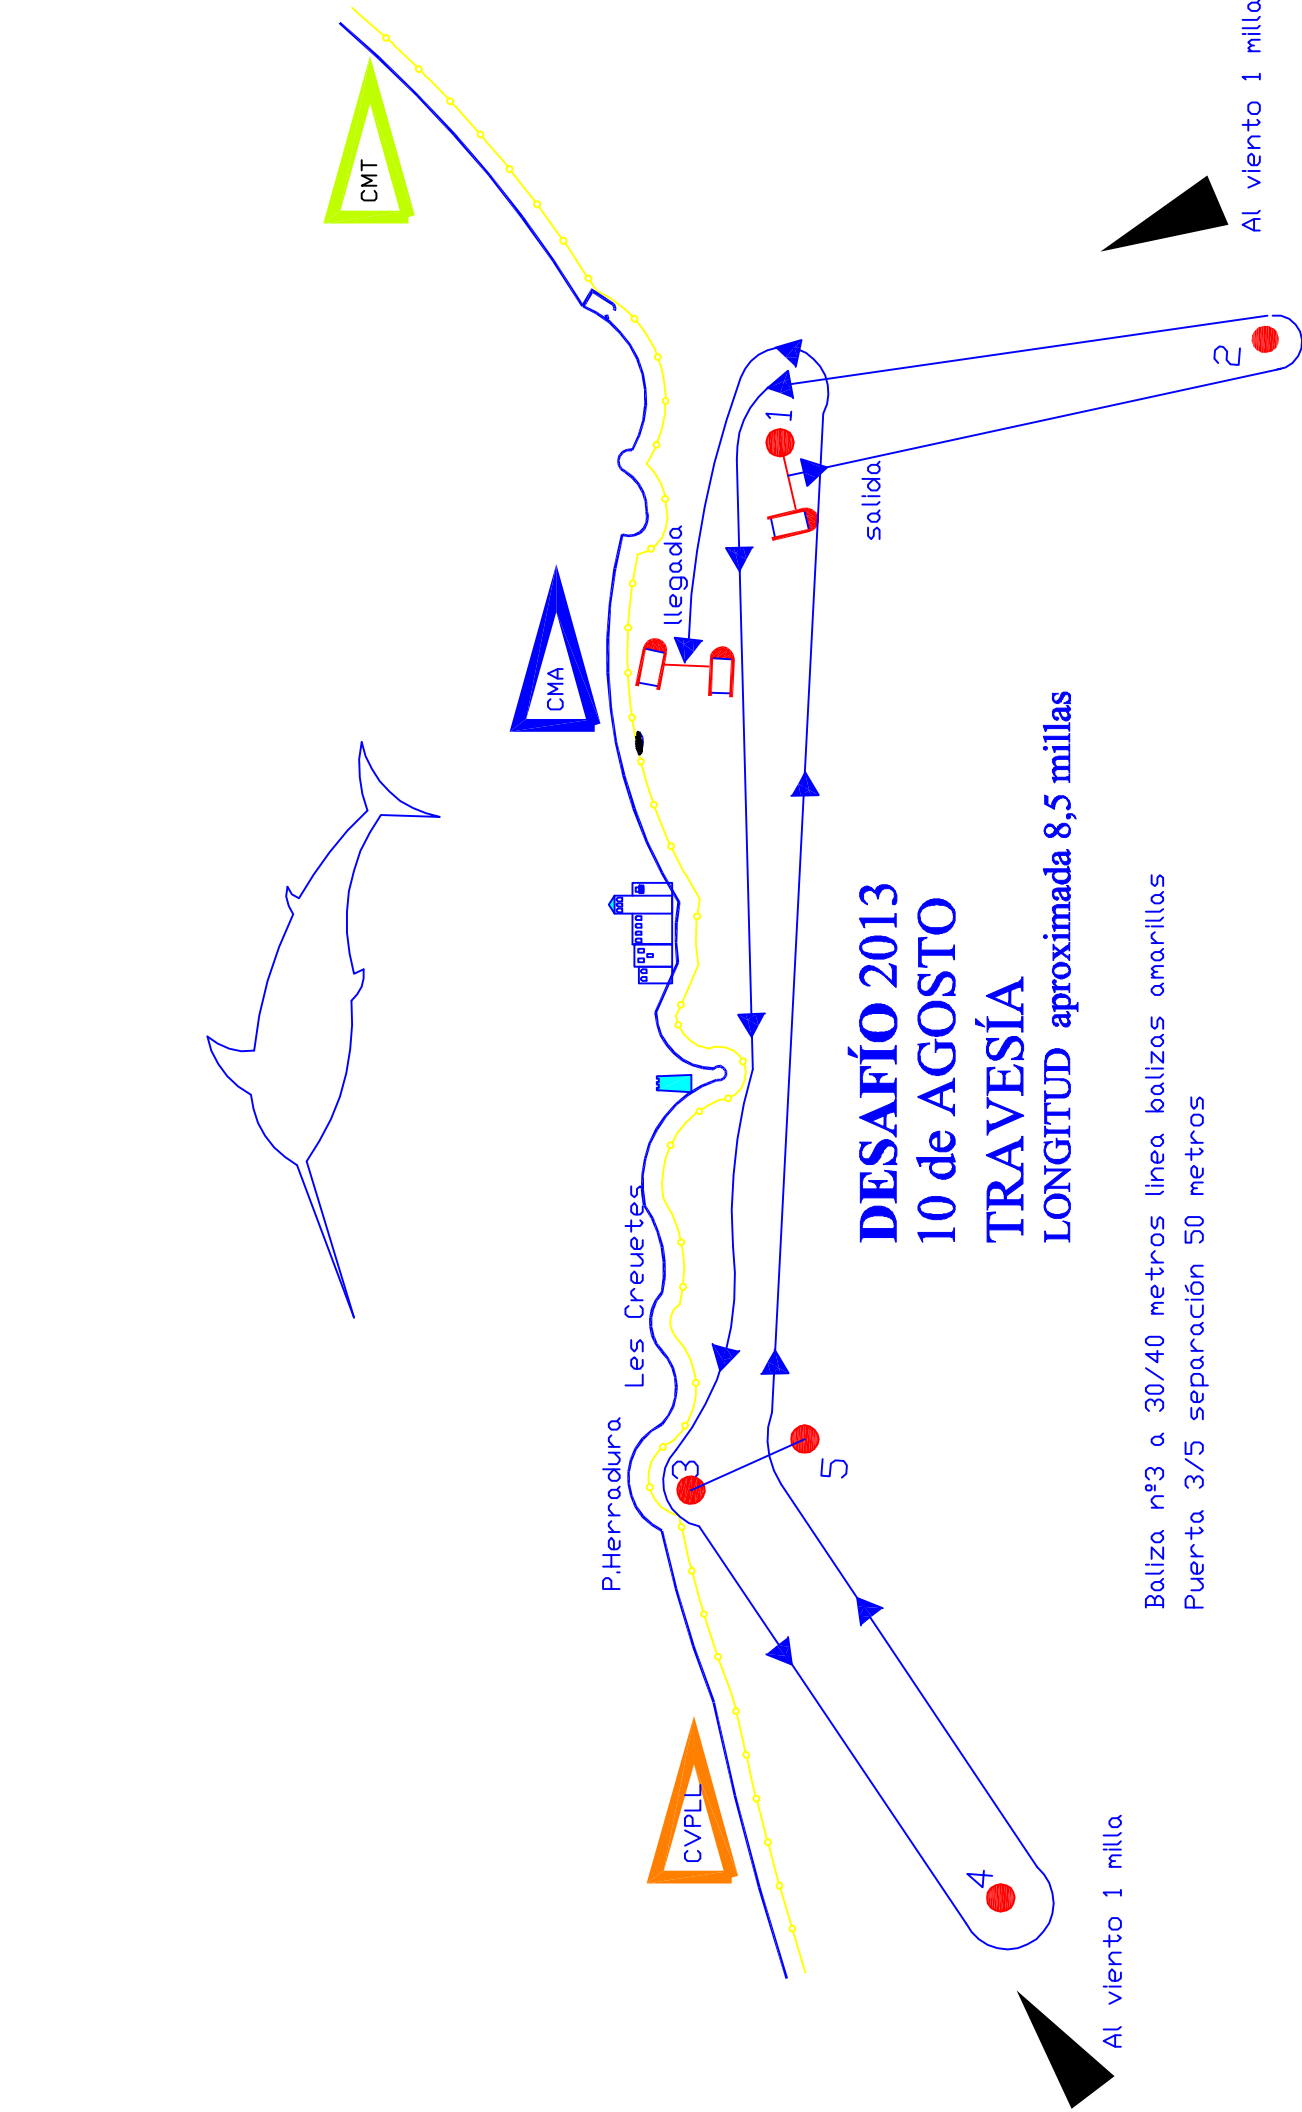 CMT
CMA
CVPLL
P.Herradura
Les Creuetes
llegada
salida
1
2
3
4
5
DESAFÍO 2013
10 de AGOSTO
TRAVESÍA
LONGITUD aproximada 8,5 millas
Baliza nº3 a 30/40 metros linea balizas amarillas
Puerta 3/5 separación 50 metros
Al viento 1 milla
Al viento 1 milla